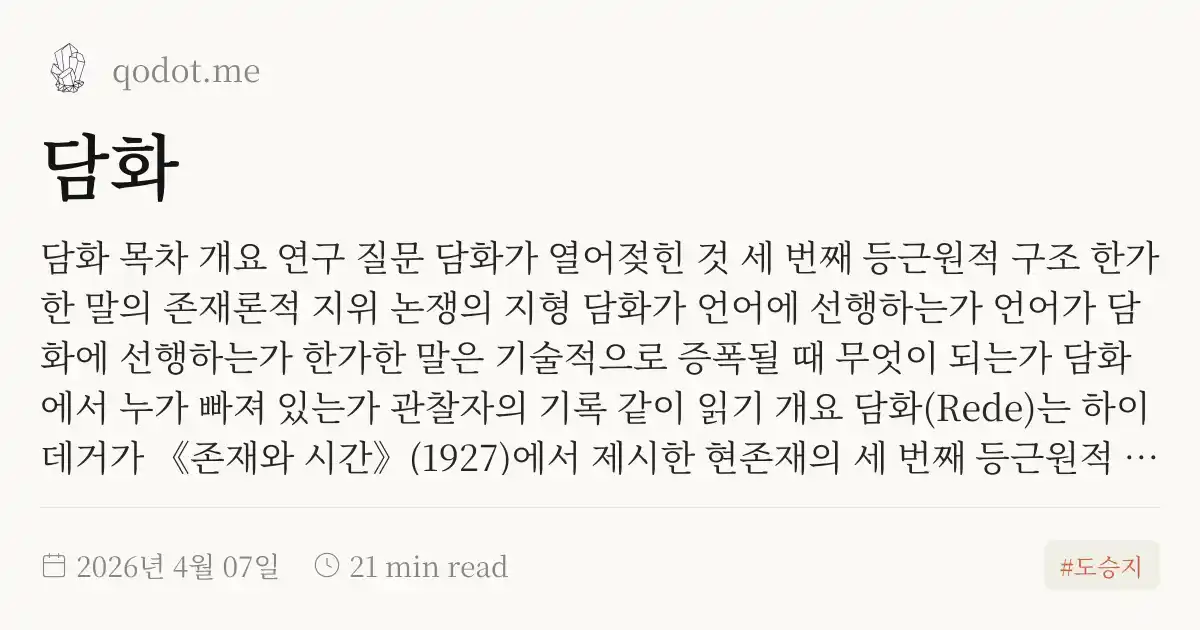 qodot.me
담화
담화 목차 개요 연구 질문 담화가 열어젖힌 것 세 번째 등근원적 구조 한가
한 말의 존재론적 지위 논쟁의 지형 담화가 언어에 선행하는가 언어가 담
화에 선행하는가 한가한 말은 기술적으로 증폭될 때 무엇이 되는가 담화
에서 누가 빠져 있는가 관찰자의 기록 같이 읽기 개요 담화(Rede)는 하이
데거가 《존재와 시간》(1927)에서 제시한 현존재의 세 번째 등근원적 …
2026년 4월 07일
21 min read
#도승지